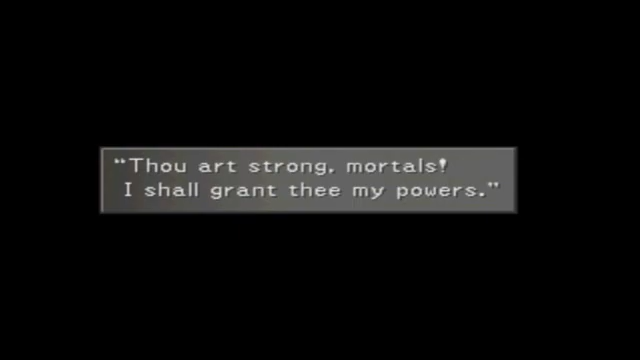 “Thou art strong, mortals!
I shall grant thee my powers.”